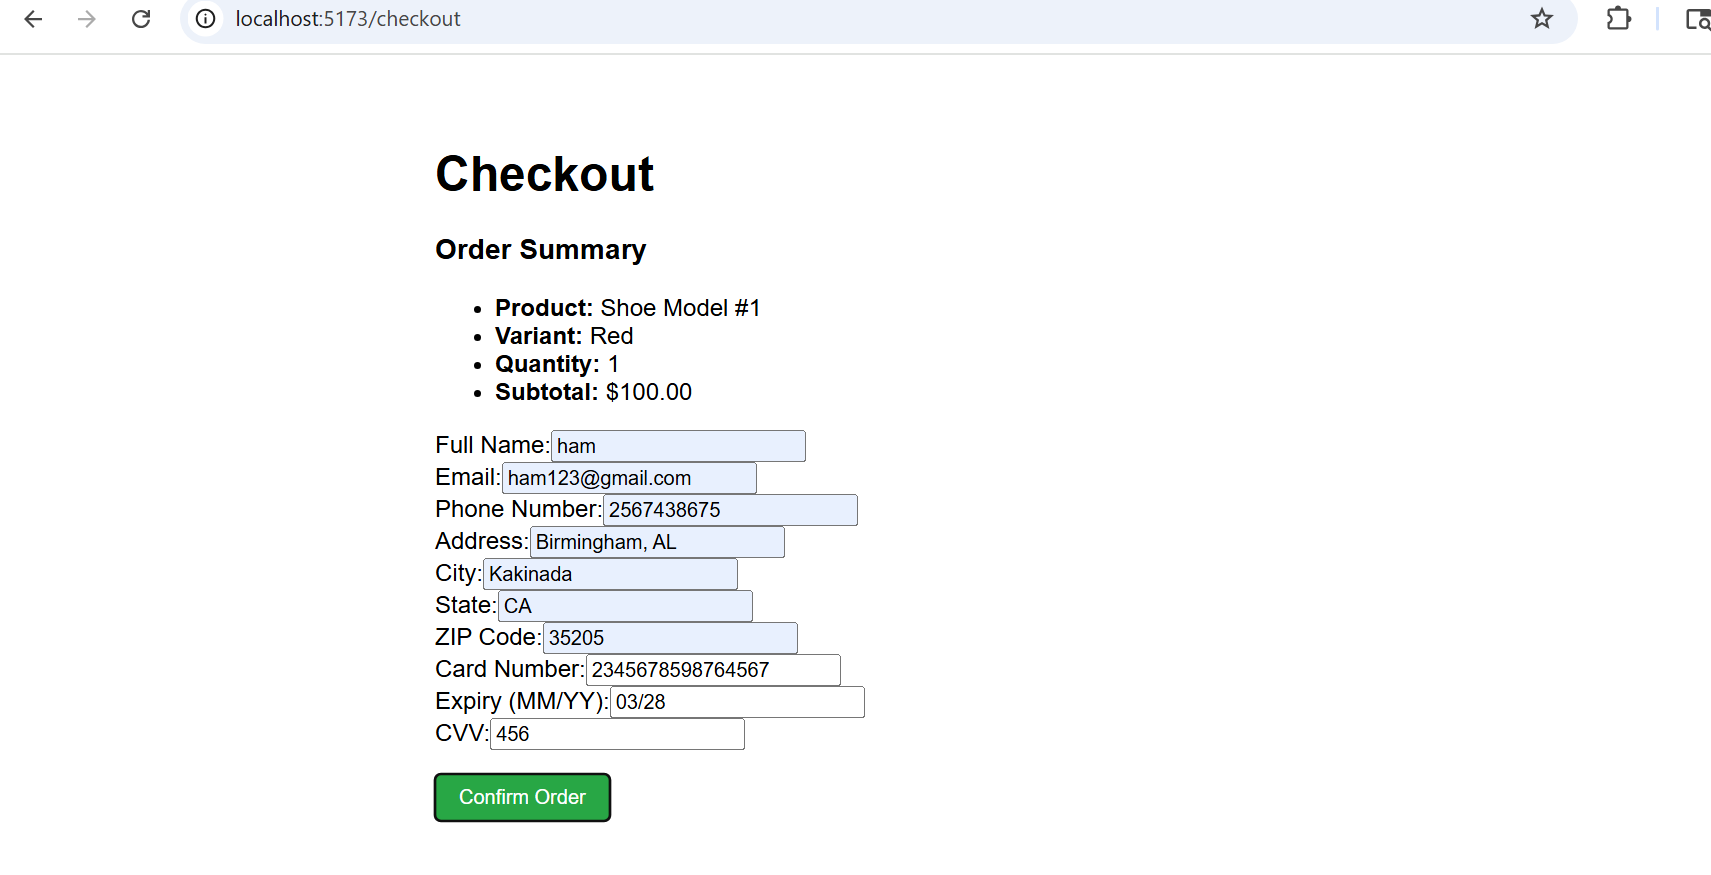 localhost:5173/checkout
Checkout
Order Summary
• Product: Shoe Model #1
• Variant: Red
• Quantity: 1
• Subtotal: $100.00
Full Name: ham
Email: ham123@gmail.com
Phone Number: 2567438675
Address: Birmingham, AL
City: Kakinada
State: CA
ZIP Code: 35205
Card Number: 2345678598764567
Expiry (MM/YY): 03/28
CVV: 456
Confirm Order